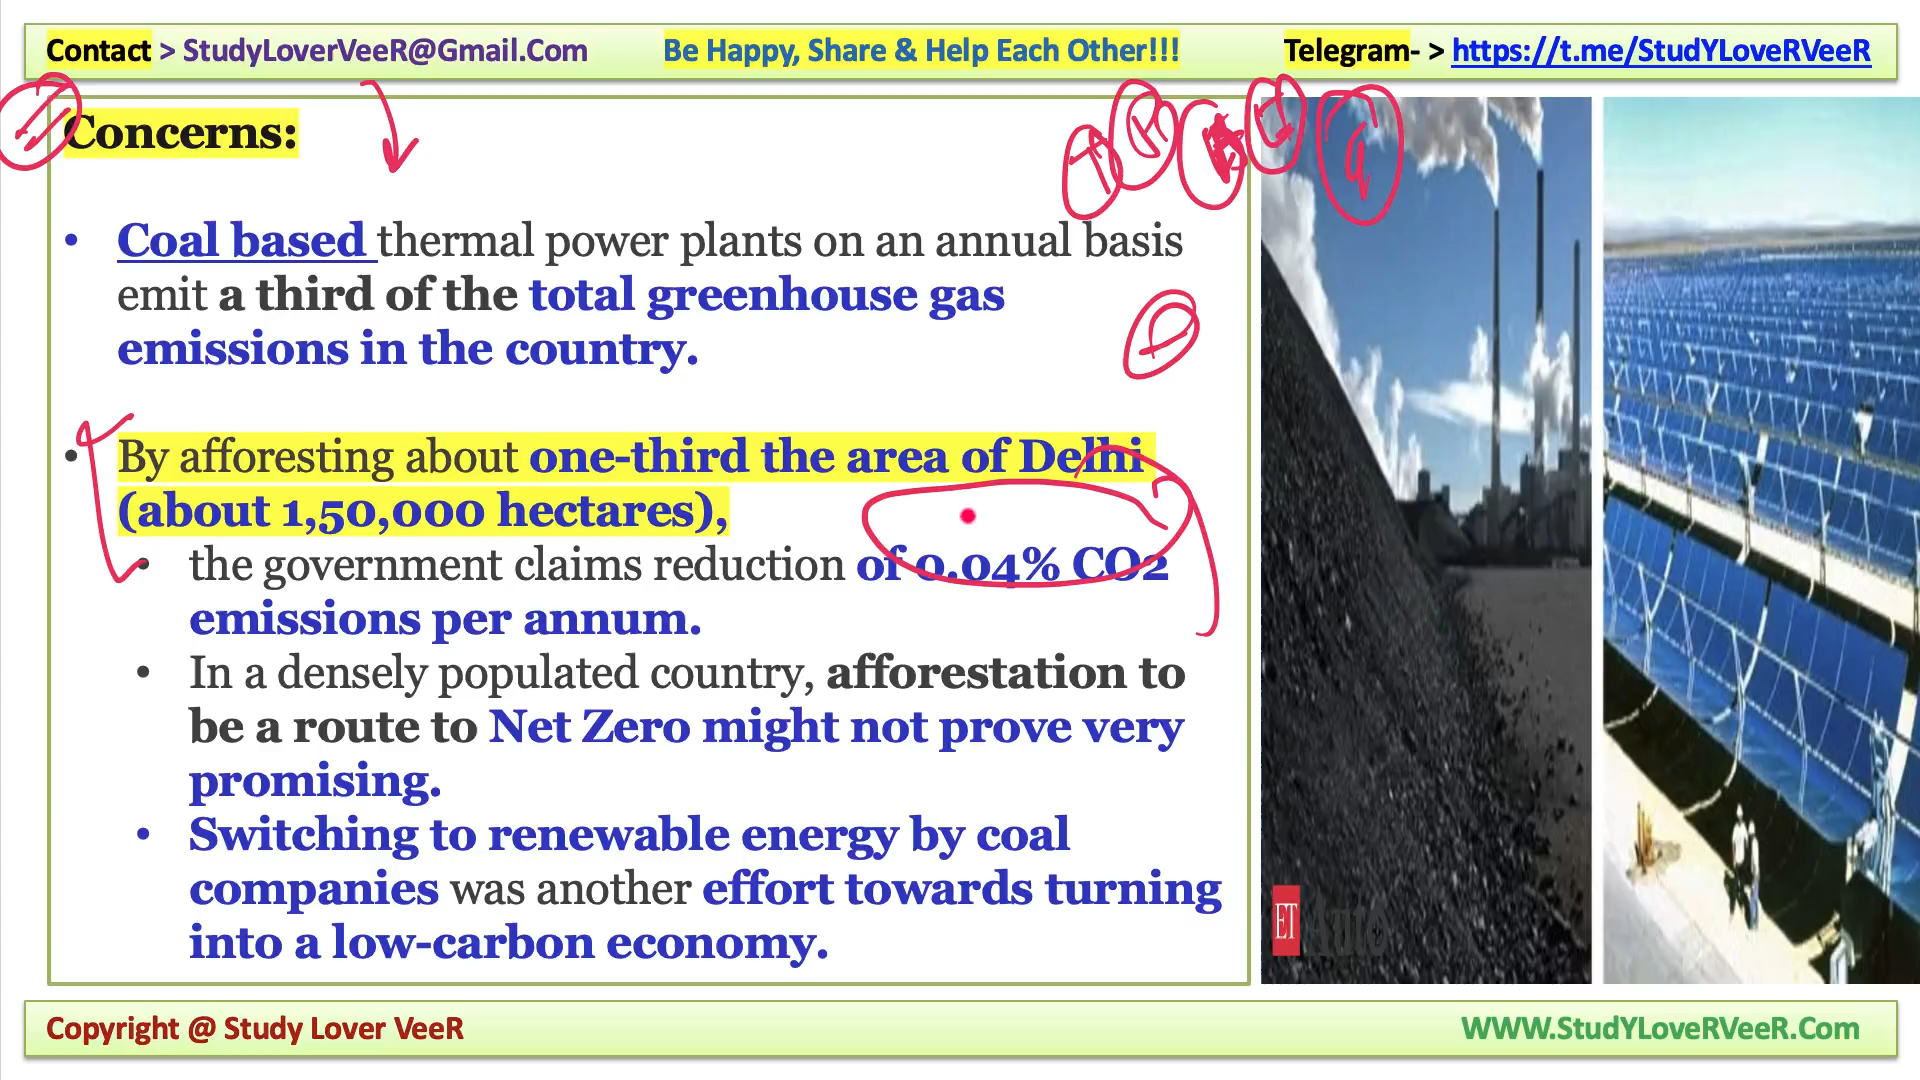 Contact > StudyLoverVeeR@Gmail.Com Be Happy, Share & Help Each Other!!! Telegram- > https://t.me/StudYLoveRVeeR
Concerns:
• Coal based thermal power plants on an annual basis
emit a third of the total greenhouse gas
emissions in the country.
• By afforesting about one-third the area of Delhi
(about 1,50,000 hectares),
• the government claims reduction of 0.04% CO2
emissions per annum.
• In a densely populated country, afforestation to
be a route to Net Zero might not prove very
promising.
• Switching to renewable energy by coal
companies was another effort towards turning
into a low-carbon economy.
ET Auto
Copyright @ Study Lover VeeR WWW.StudYLoveRVeeR.Com